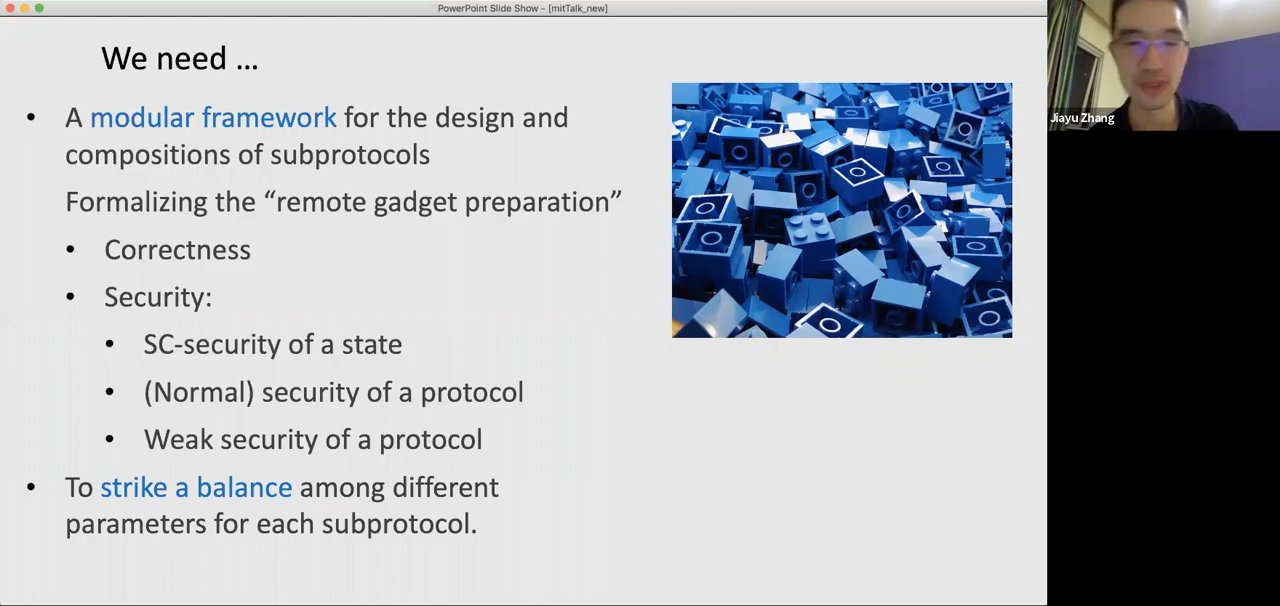 PowerPoint Slide Show - [mitTalk_new]
We need ...
• A modular framework for the design and
compositions of subprotocols
Formalizing the “remote gadget preparation”
• Correctness
• Security:
• SC-security of a state
• (Normal) security of a protocol
• Weak security of a protocol
• To strike a balance among different
parameters for each subprotocol.
Jiayu Zhang